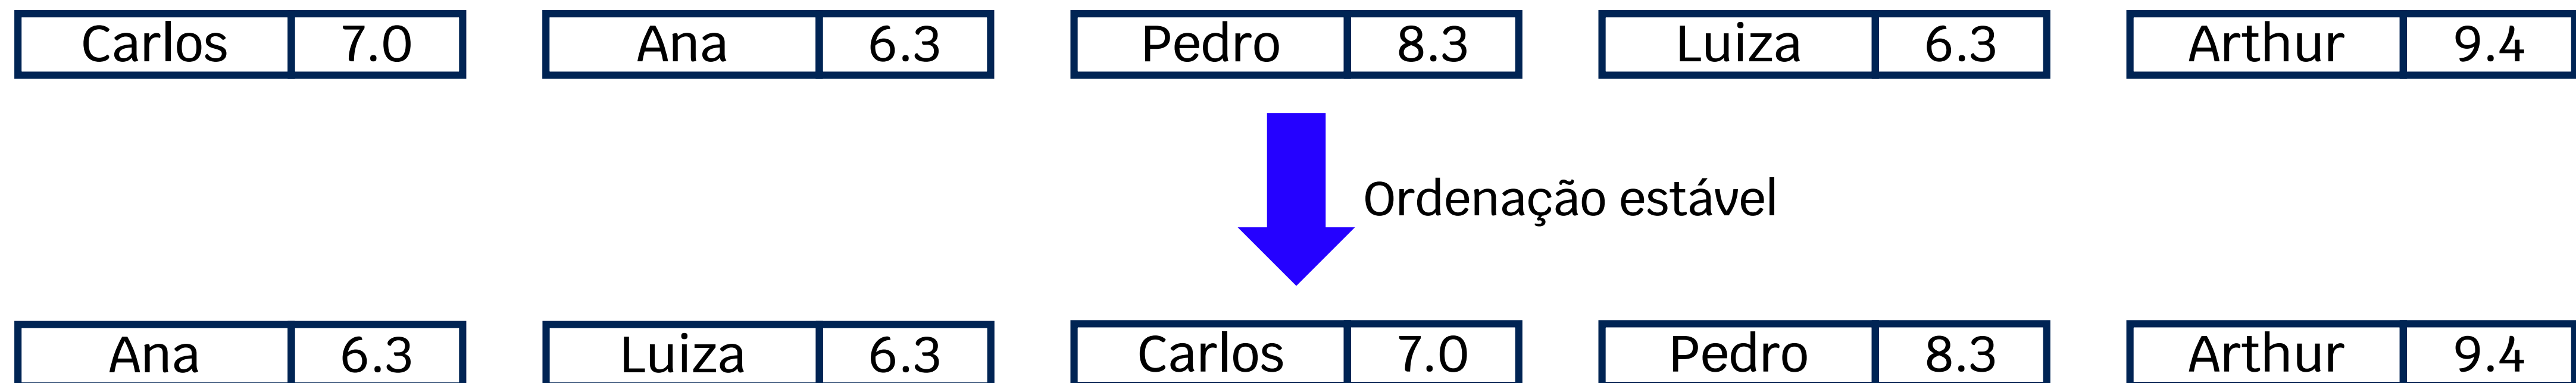 Carlos 7.0 Ana 6.3 Pedro 8.3 Luiza 6.3 Arthur 9.4
Ordenação estável
Ana 6.3 Luiza 6.3 Carlos 7.0 Pedro 8.3 Arthur 9.4